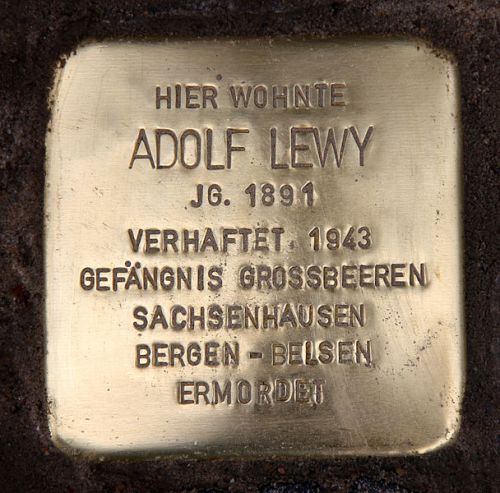 HIER WOHNTE
ADOLF LEWY
JG. 1891
VERHAFTET 1943
GEFÄNGNIS GROSSBEEREN
SACHSENHAUSEN
BERGEN - BELSEN
ERMORDET